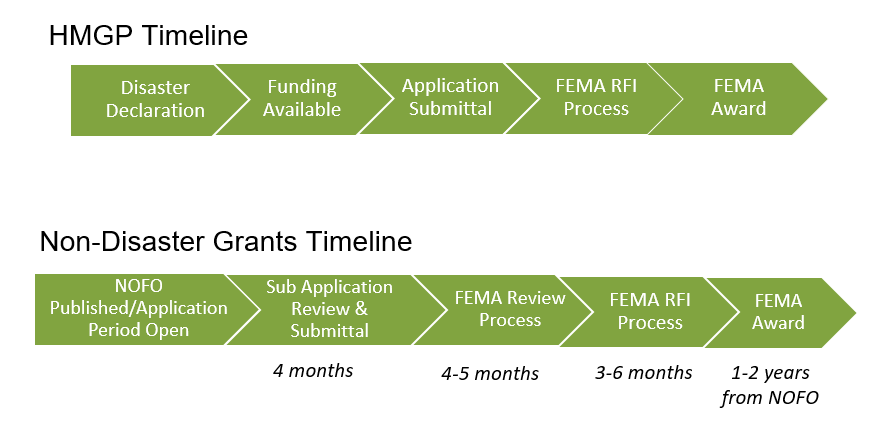 HMGP Timeline
Disaster
Declaration
Funding
Available
Application
Submittal
FEMA RFI
Process
FEMA
Award
Non-Disaster Grants Timeline
NOFO
Published/Application
Period Open
Sub Application
Review &
Submittal
FEMA Review
Process
FEMA RFI
Process
FEMA
Award
4 months
4-5 months
3-6 months
1-2 years
from NOFO